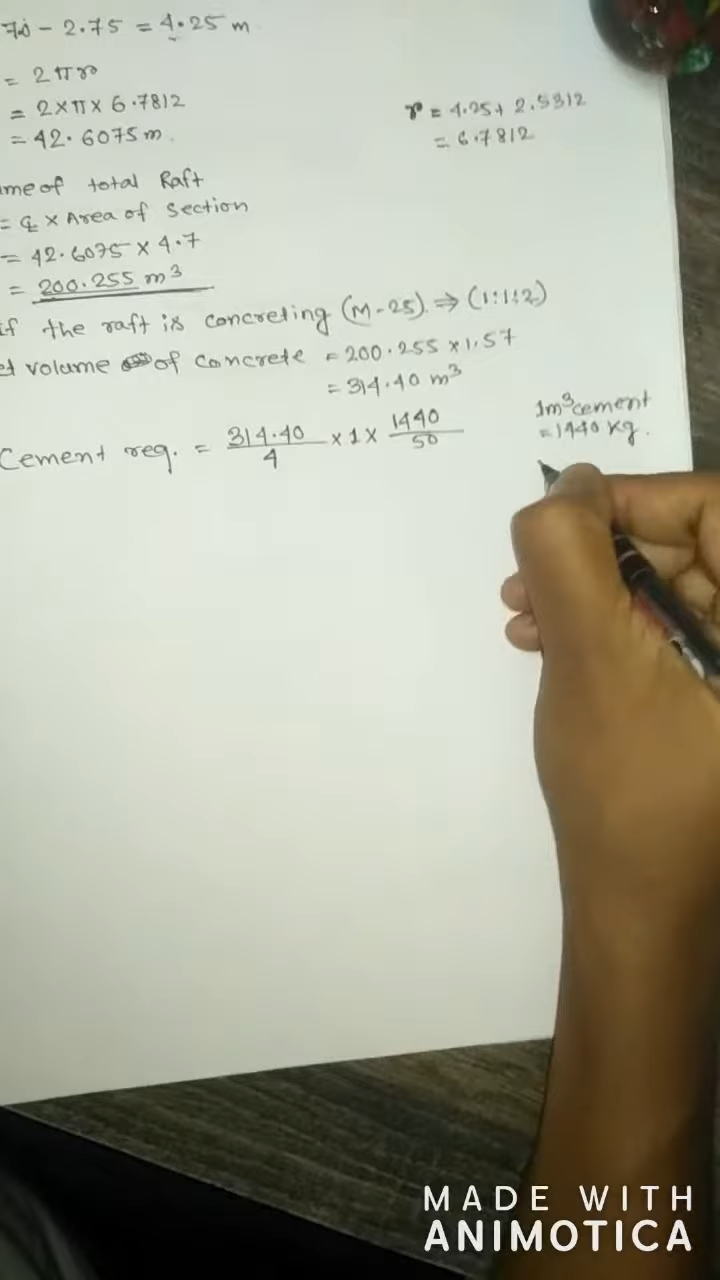 70 - 2.75 = 4.25 m
= 2πr
= 2×π× 6.7812
= 42.6075 m.
r = 4.25 + 2.5312
= 6.7812
me of total Raft
= ℄ × Area of Section
= 42.6075 × 4.7
= 200.255 m³
if the raft is concreting (M-25) ⇒ (1:1:2)
et volume of concrete = 200.255 × 1.57
= 314.40 m³
Cement req. = 314.40/4 × 1 × 1440/50
1m³ cement
= 1440 kg.
MADE WITH
ANIMOTICA